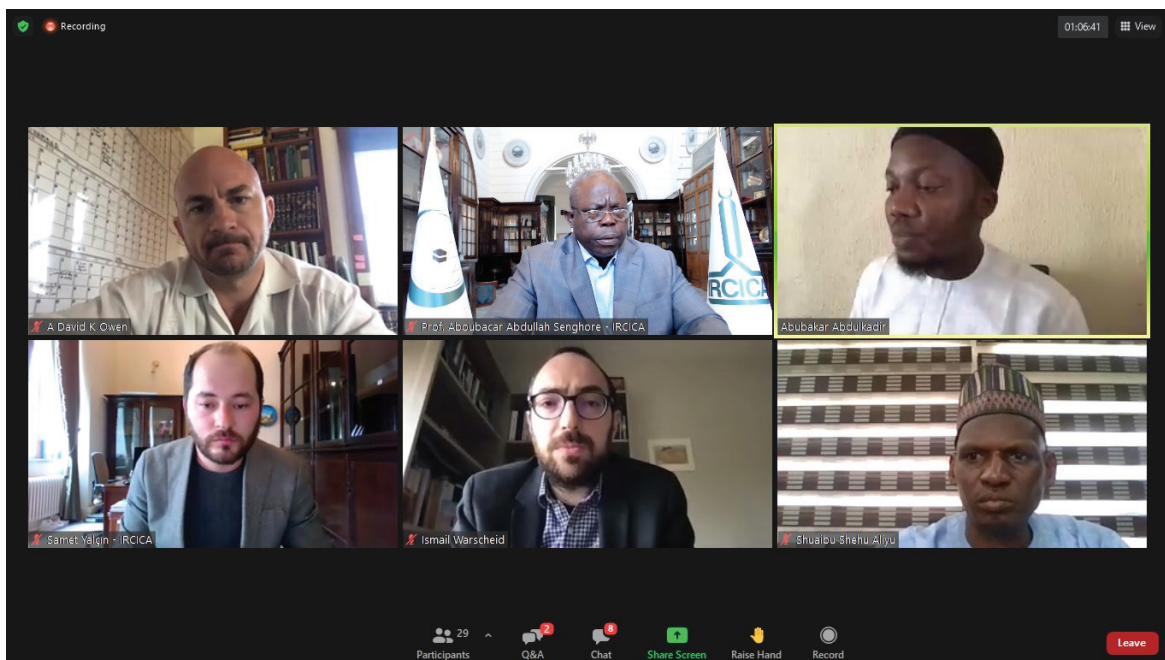 Recording
01:06:41 View
A David K Owen
Prof. Aboubacar Abdullah Senghore - IRCICA
IRCICA
Abubakar Abdulkadir
Samet Yalçın - IRCICA
Ismail Warscheid
Shuaibu Shehu Aliyu
29
2
8
Participants
Q&A
Chat
Share Screen
Raise Hand
Record
Leave